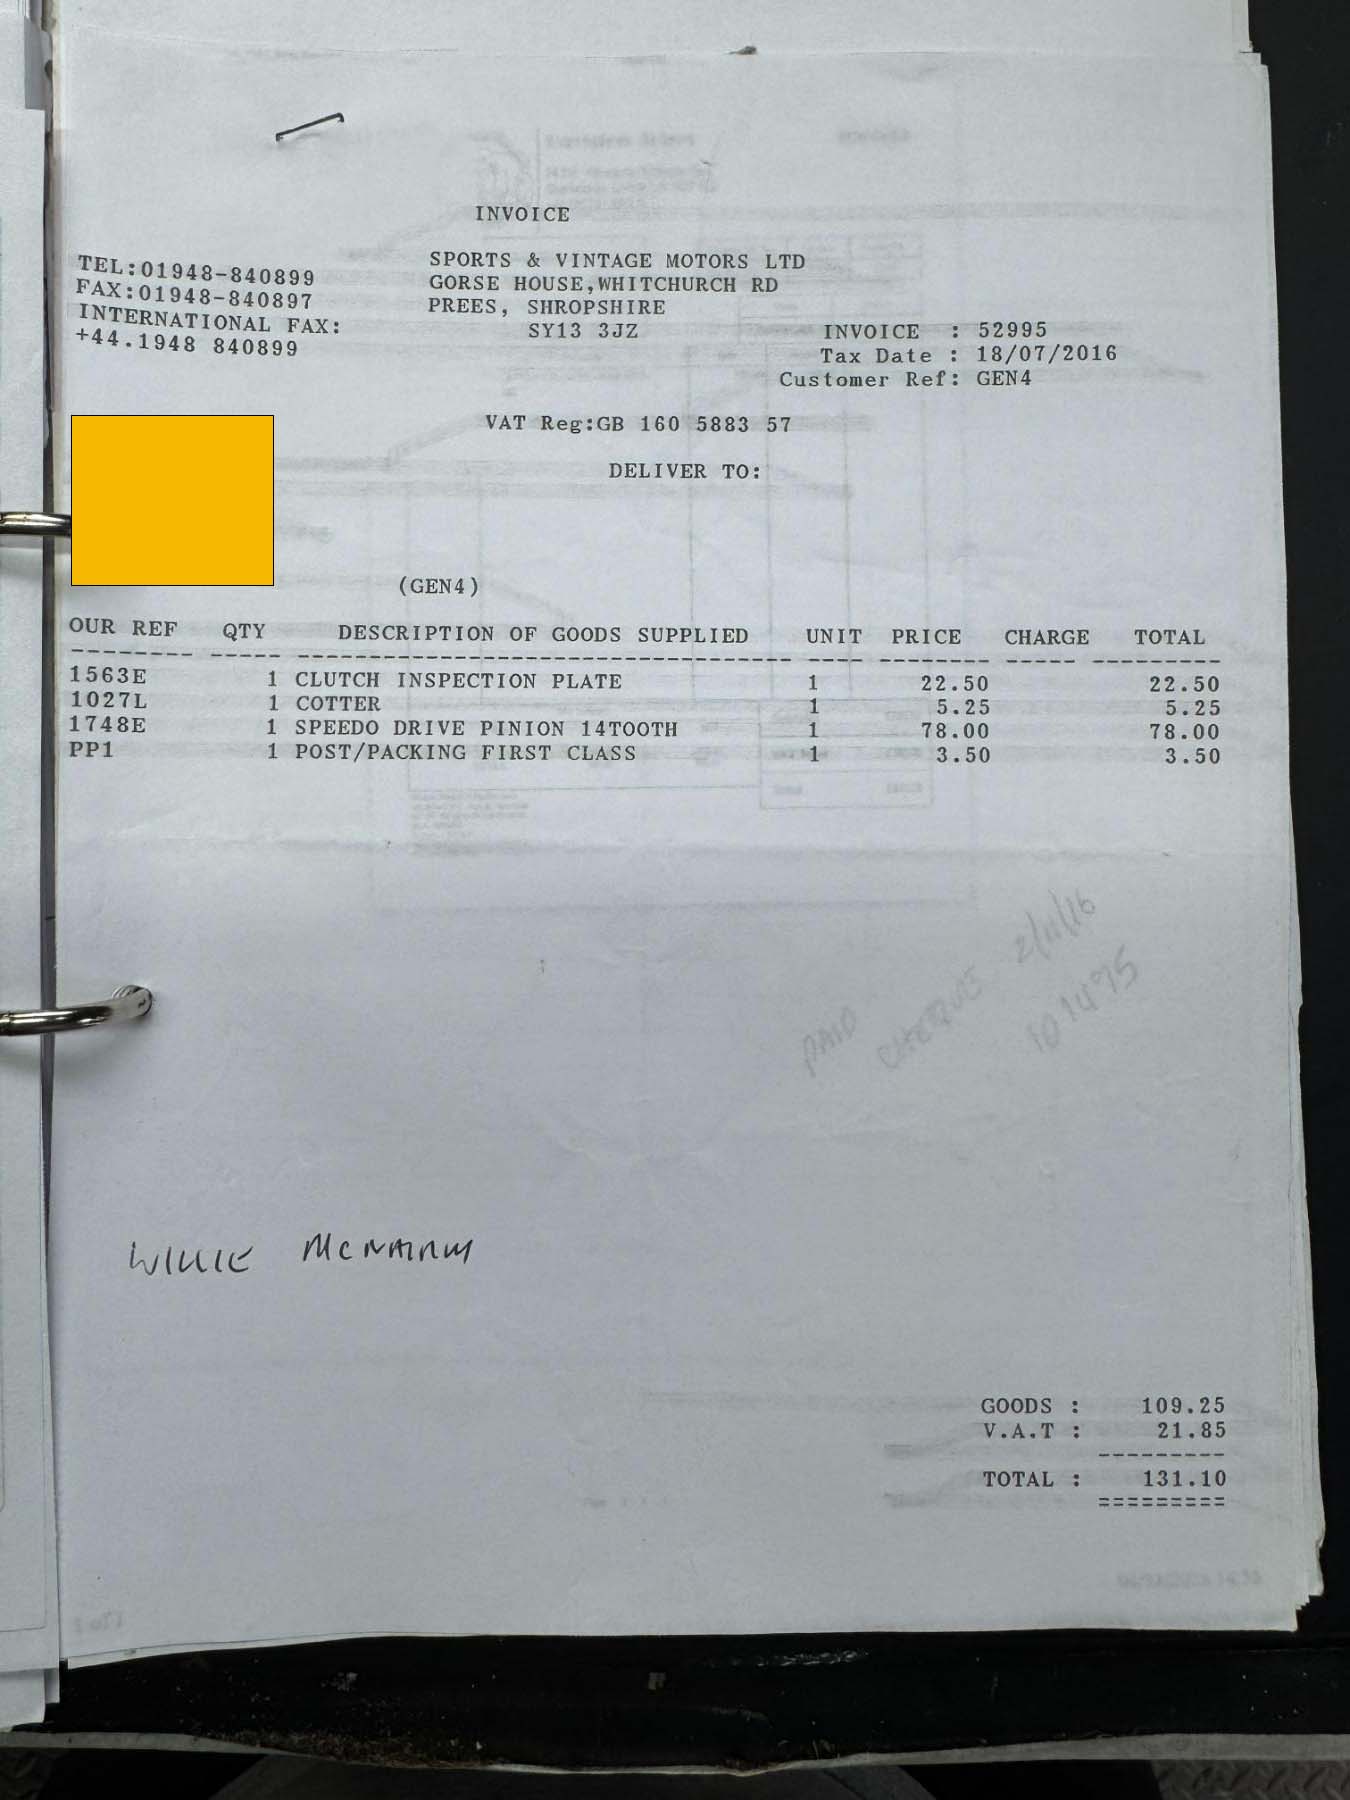 INVOICE
TEL:01948-840899
FAX:01948-840897
INTERNATIONAL FAX:
+44.1948 840899
SPORTS & VINTAGE MOTORS LTD
GORSE HOUSE,WHITCHURCH RD
PREES, SHROPSHIRE
SY13 3JZ
INVOICE : 52995
Tax Date : 18/07/2016
Customer Ref: GEN4
VAT Reg:GB 160 5883 57
DELIVER TO:
(GEN4)
OUR REF QTY DESCRIPTION OF GOODS SUPPLIED UNIT PRICE CHARGE TOTAL
1563E 1 CLUTCH INSPECTION PLATE 1 22.50 22.50
1027L 1 COTTER 1 5.25 5.25
1748E 1 SPEEDO DRIVE PINION 14TOOTH 1 78.00 78.00
PP1 1 POST/PACKING FIRST CLASS 1 3.50 3.50
PAID CHEQUE 2/11/16
101495
WILLIE
GOODS : 109.25
V.A.T : 21.85
TOTAL : 131.10